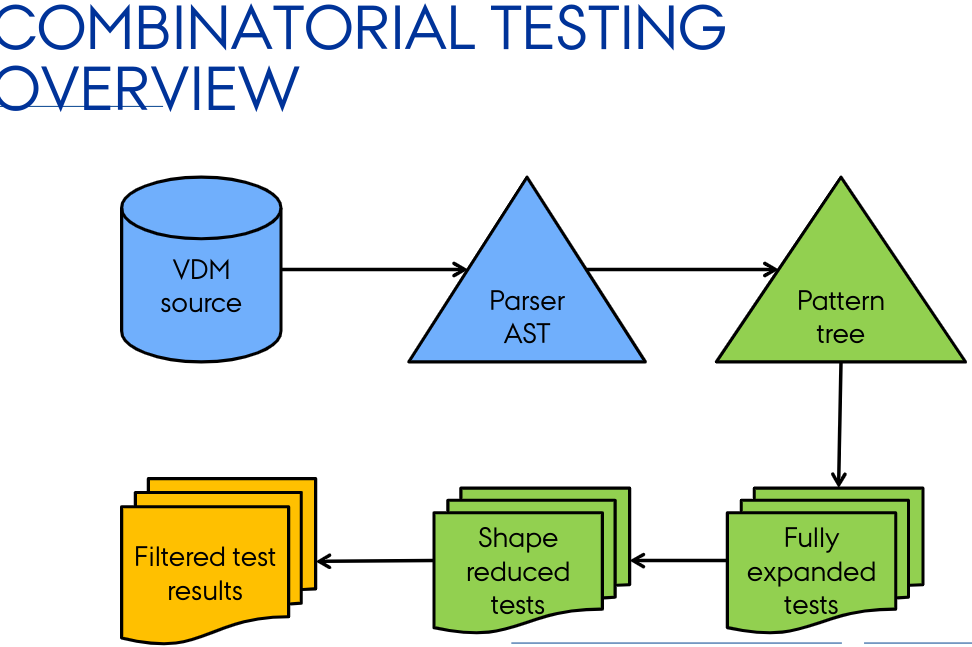 COMBINATORIAL TESTING
OVERVIEW
VDM
source
Parser
AST
Pattern
tree
Filtered test
results
Shape
reduced
tests
Fully
expanded
tests